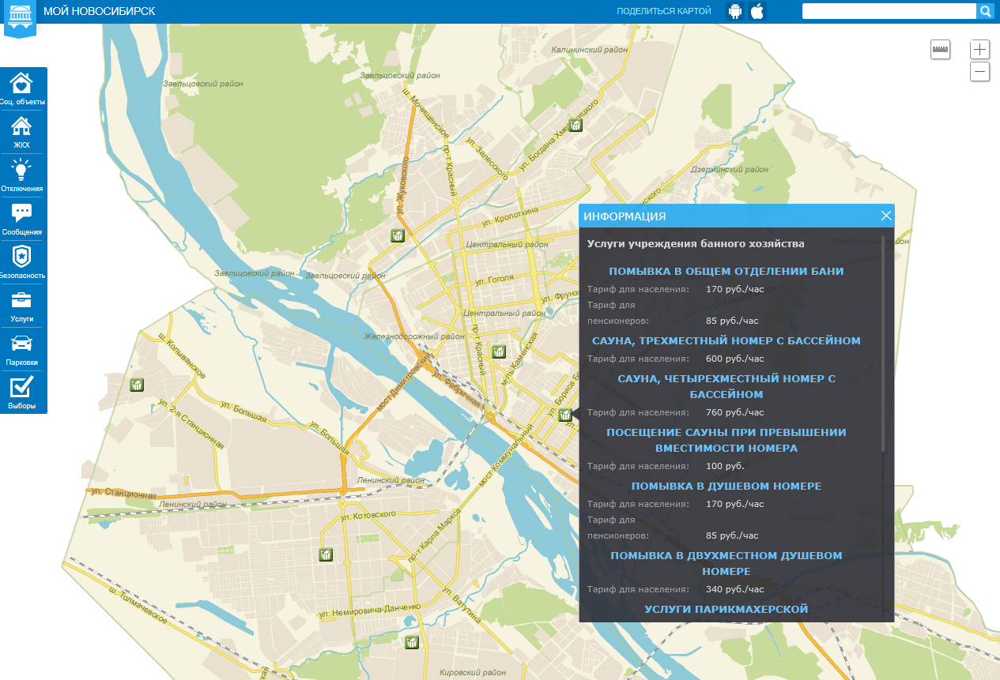 МОЙ НОВОСИБИРСК
ПОДЕЛИТЬСЯ КАРТОЙ
Соц. объекты
ЖКХ
Отключения
Сообщения
Безопасность
Услуги
Парковки
Выборы
Калининский район
Заельцовский район
Заельцовский район
ш. Мочищенское
ул. Богдана Хмельницкого
ул. Залесского
пр-т Красный
ул. Жуковского
Дзержинский район
ул. Кропоткина
Центральный район
Заельцовский район
Заельцовский район
ул. Гоголя
ул. Фрунз
Центральный район
Железнодорожный район
пр-т Красный
м-ль Каменская
ш. Колыванское
мост Димитровский
ул. Фабричная
ул. Бориса Бо
ул. 2-я Станционная
ул. Большая
ул. Большая
мост Коммунальный
Ленинский район
ул. Станционная
Ленинский район
ул. Котовского
пр-т Карла Маркса
ш. Толмачевское
ул. Немировича-Данченко
ул. Ватутина
Кировский район
ИНФОРМАЦИЯ
Услуги учреждения банного хозяйства
Октябрьский район
ПОМЫВКА В ОБЩЕМ ОТДЕЛЕНИИ БАНИ
Тариф для населения: 170 руб./час
Тариф для
пенсионеров: 85 руб./час
САУНА, ТРЕХМЕСТНЫЙ НОМЕР С БАССЕЙНОМ
Тариф для населения: 600 руб./час
САУНА, ЧЕТЫРЕХМЕСТНЫЙ НОМЕР С
БАССЕЙНОМ
Тариф для населения: 760 руб./час
ПОСЕЩЕНИЕ САУНЫ ПРИ ПРЕВЫШЕНИИ
ВМЕСТИМОСТИ НОМЕРА
Тариф для населения: 100 руб.
ПОМЫВКА В ДУШЕВОМ НОМЕРЕ
Тариф для населения: 170 руб./час
Тариф для
пенсионеров: 85 руб./час
ПОМЫВКА В ДВУХМЕСТНОМ ДУШЕВОМ
НОМЕРЕ
Тариф для населения: 340 руб./час
УСЛУГИ ПАРИКМАХЕРСКОЙ